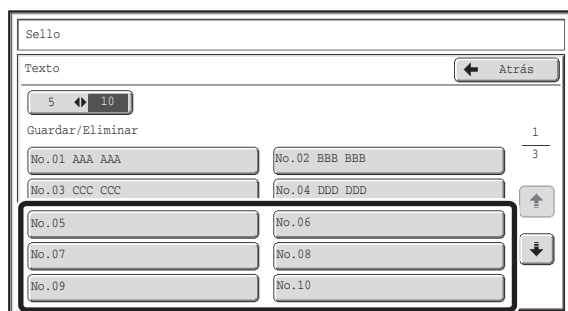 Sello
Texto
Atrás
5 10
Guardar/Eliminar
1
3
No.01 AAA AAA
No.02 BBB BBB
No.03 CCC CCC
No.04 DDD DDD
No.05
No.06
No.07
No.08
No.09
No.10